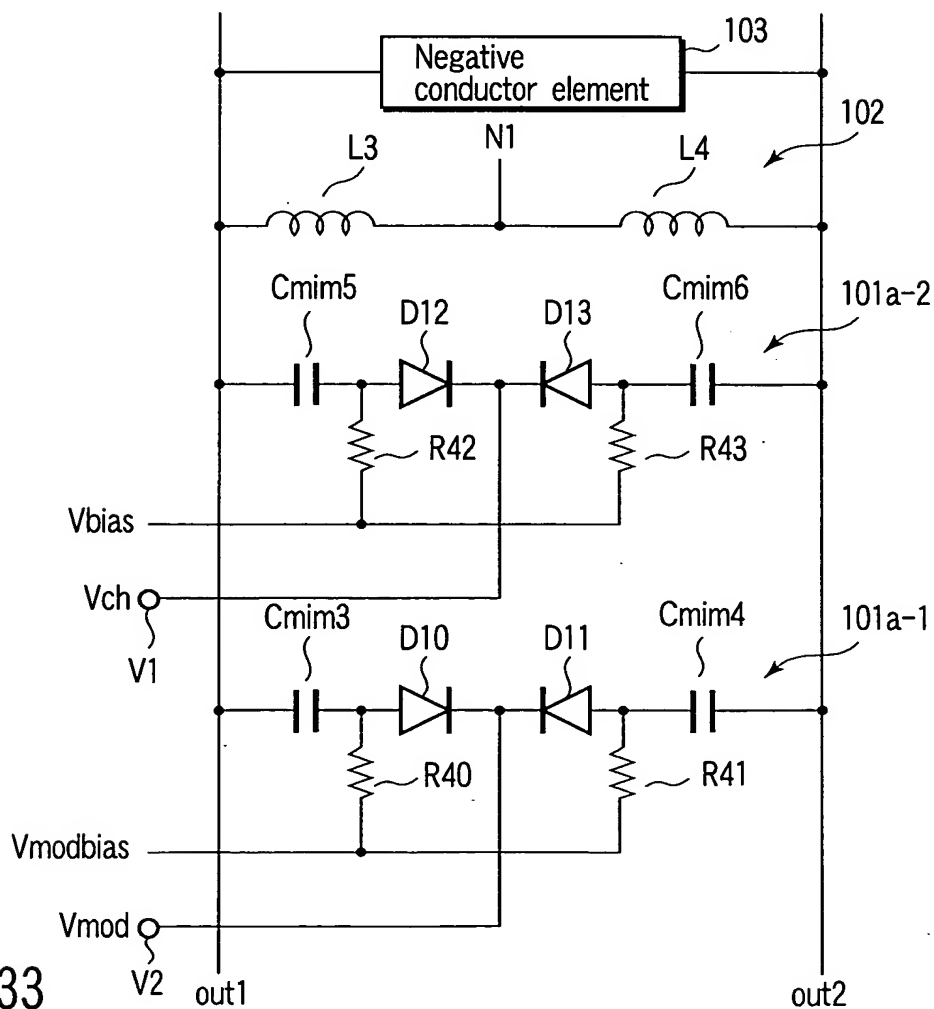 103
Negative
conductor element
N1
102
L3
L4
Cmim5
Cmim6
101a-2
D12
D13
R42
R43
Vbias
Vch
V1
Cmim3
Cmim4
101a-1
D10
D11
R40
R41
Vmodbias
Vmod
V2
33
out1
out2